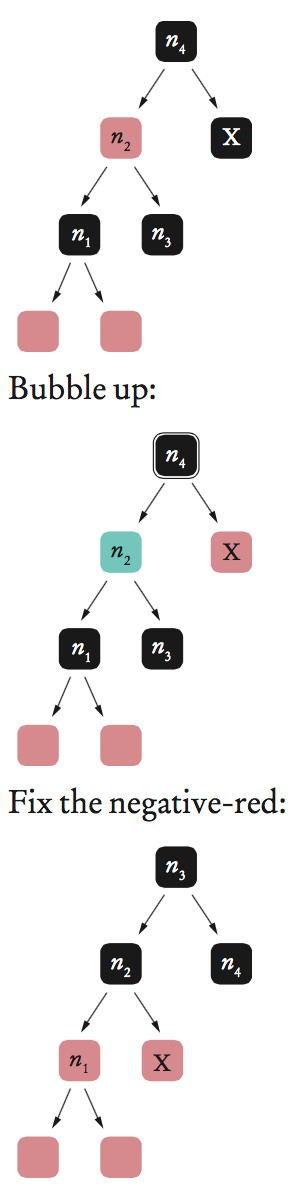 n₄
n₂ X
n₁ n₃
Bubble up:
n₄
n₂ X
n₁ n₃
Fix the negative-red:
n₃
n₂ n₄
n₁ X